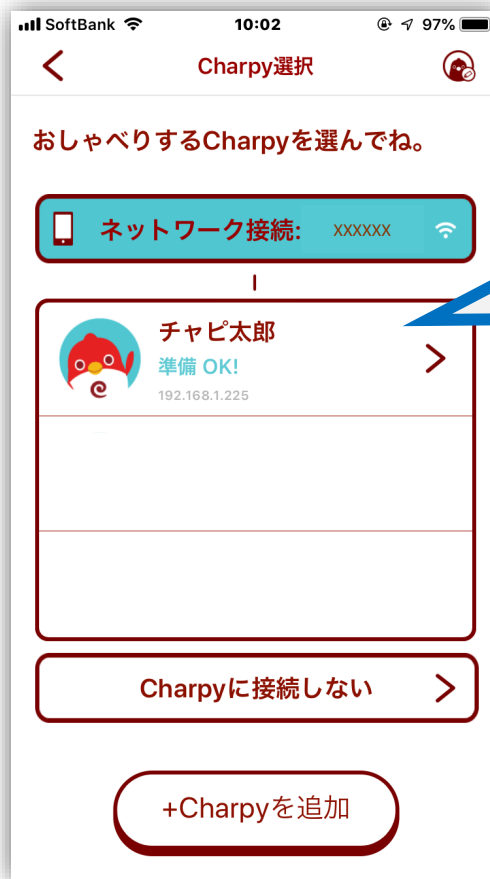 SoftBank 10:02 97%
Charpy選択
おしゃべりするCharpyを選んでね。
ネットワーク接続: xxxxxx
チャピ太郎
準備 OK!
192.168.1.225
Charpyに接続しない
+Charpyを追加